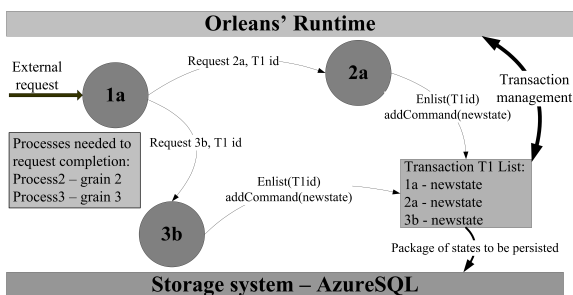 Orleans' Runtime
External
request
1a
Request 2a, T1 id
2a
Transaction
management
Enlist(T1id)
addCommand(newstate)
Processes needed to
request completion:
Process2 – grain 2
Process3 – grain 3
Request 3b, T1 id
Enlist(T1id)
addCommand(newstate)
3b
Transaction T1 List:
1a - newstate
2a - newstate
3b - newstate
Package of states to be persisted
Storage system – AzureSQL